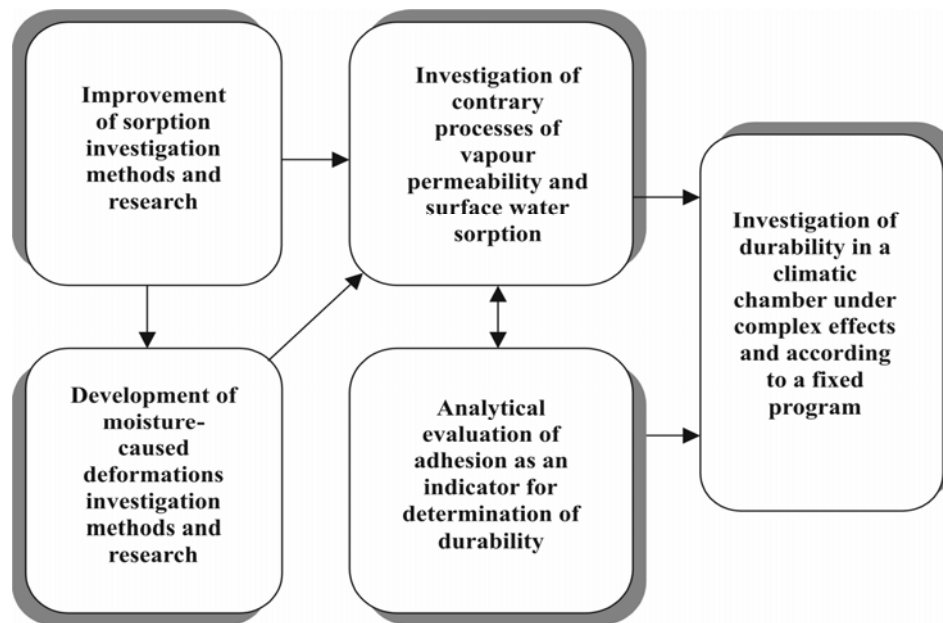 Improvement
of sorption
investigation
methods and
research
Investigation of
contrary
processes of
vapour
permeability and
surface water
sorption
Investigation of
durability in a
climatic
chamber under
complex effects
and according
to a fixed
program
Development of
moisture-
caused
deformations
investigation
methods and
research
Analytical
evaluation of
adhesion as an
indicator for
determination of
durability